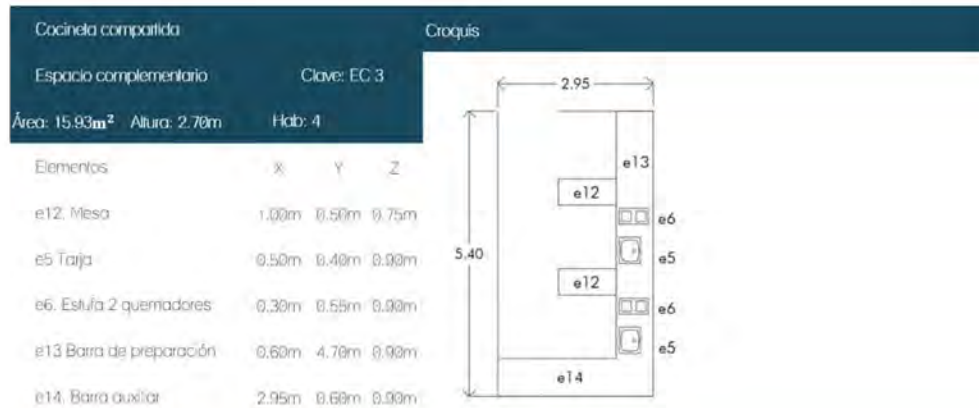 Cocineta compartida
Croquis
Espacio complementario Clave: EC 3
Área: 15.93m² Altura: 2.70m Hab: 4
Elementos X Y Z
e12. Mesa 1.00m 0.50m 0.75m
e5 Tarja 0.50m 0.40m 0.90m
e6. Estufa 2 quemadores 0.30m 0.55m 0.90m
e13 Barra de preparación 0.60m 4.70m 0.90m
e14. Barra auxiliar 2.95m 0.60m 0.90m
2.95
e13
e12
e6
5.40
e5
e12
e6
e5
e14